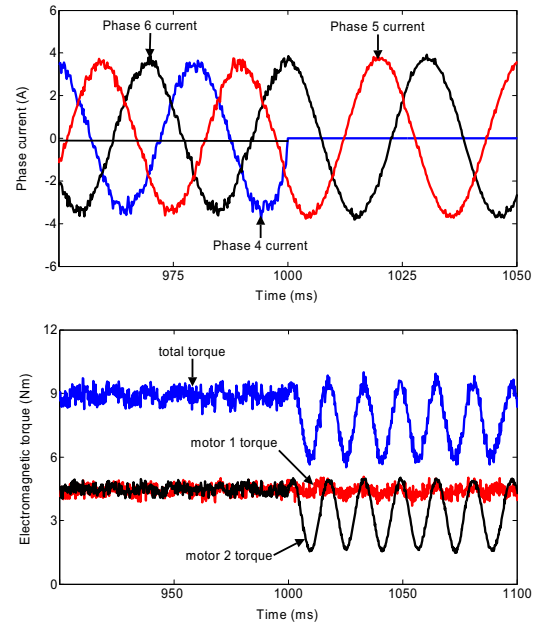 Phase 6 current
Phase 5 current
Phase 4 current
Phase current (A)
6
4
2
0
-2
-4
-6
975
1000
1025
1050
Time (ms)
total torque
motor 1 torque
motor 2 torque
Electromagnetic torque (Nm)
12
9
6
3
0
950
1000
1050
1100
Time (ms)